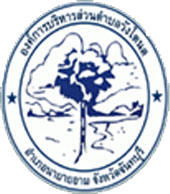 องค์การบริหารส่วนตำบลวังโตนด
อำเภอนายายอาม จังหวัดจันทบุรี